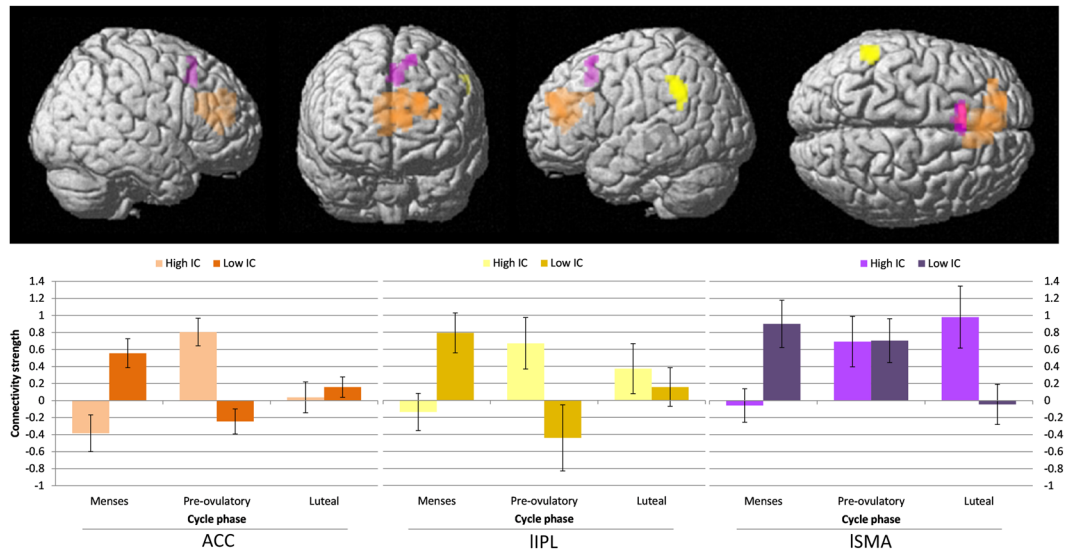 High IC Low IC High IC Low IC High IC Low IC
1.4 1.4
1.2 1.2
1 1
0.8 0.8
0.6 0.6
0.4 0.4
0.2 0.2
0 0
-0.2 -0.2
-0.4 -0.4
-0.6 -0.6
-0.8 -0.8
-1 -1
Connectivity strength
Menses Pre-ovulatory Luteal Menses Pre-ovulatory Luteal Menses Pre-ovulatory Luteal
Cycle phase Cycle phase Cycle phase
ACC lIPL lSMA